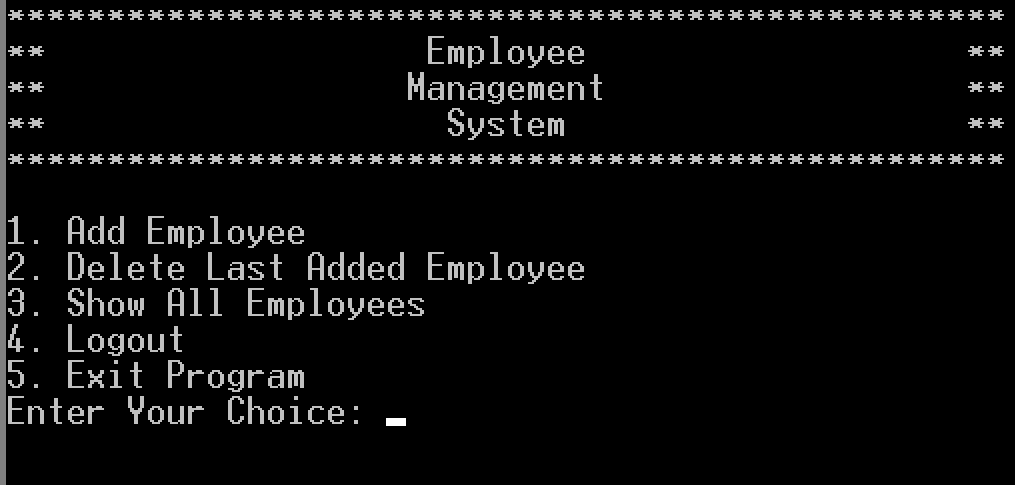 **************************************************
** Employee **
** Management **
** System **
**************************************************
1. Add Employee
2. Delete Last Added Employee
3. Show All Employees
4. Logout
5. Exit Program
Enter Your Choice: _